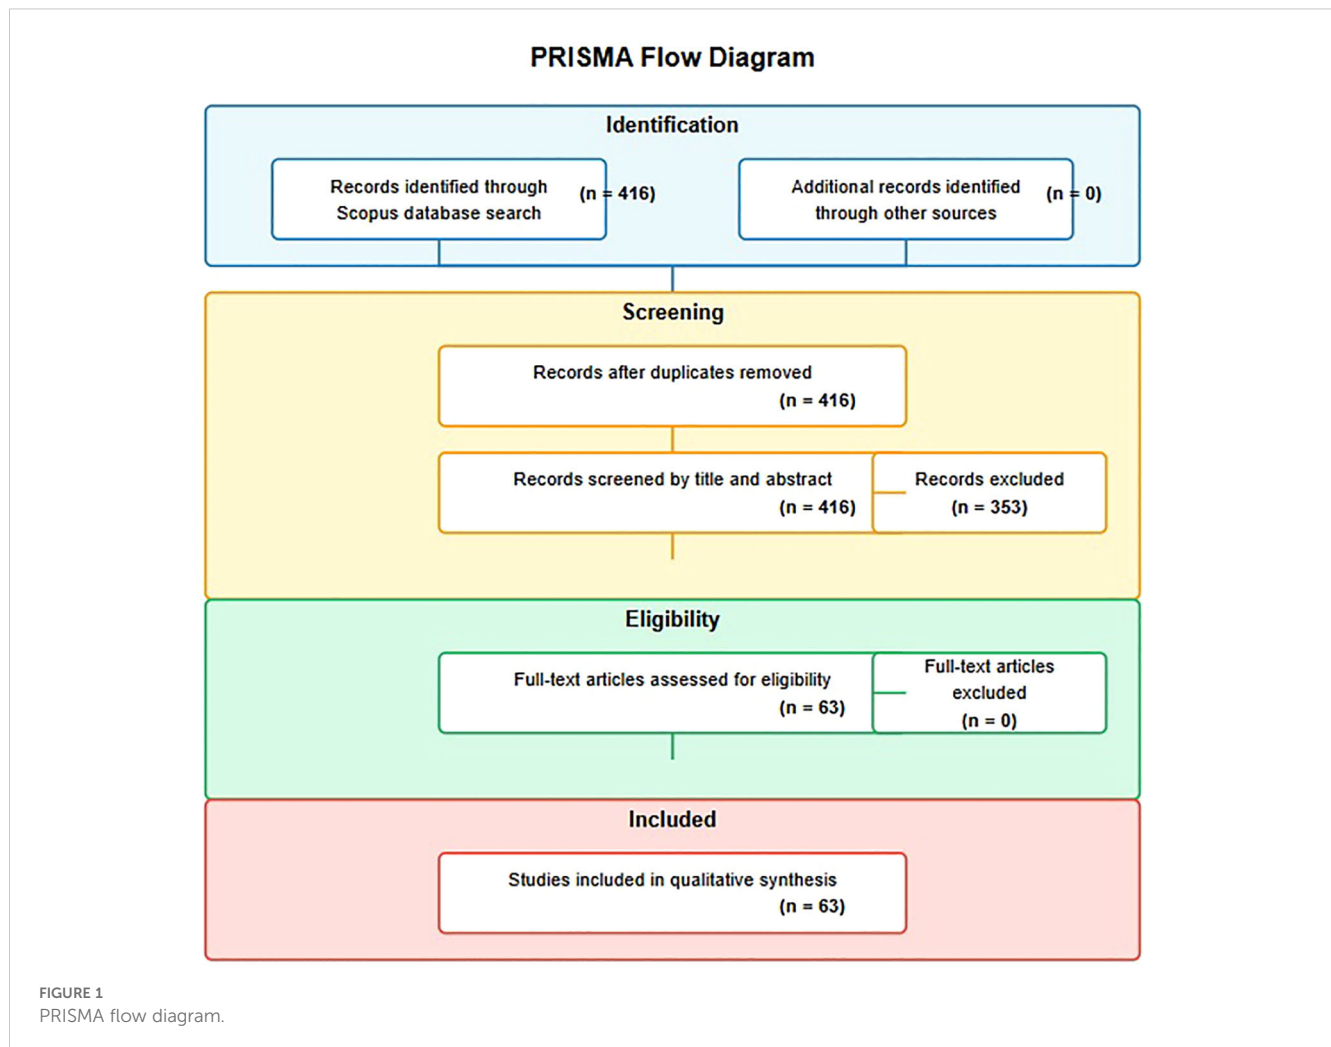 PRISMA Flow Diagram
Identification
Records identified through
Scopus database search
(n = 416)
Additional records identified
through other sources
(n = 0)
Screening
Records after duplicates removed
(n = 416)
Records screened by title and abstract
(n = 416)
Records excluded
(n = 353)
Eligibility
Full-text articles assessed for eligibility
(n = 63)
Full-text articles
excluded
(n = 0)
Included
Studies included in qualitative synthesis
(n = 63)
FIGURE 1
PRISMA flow diagram.